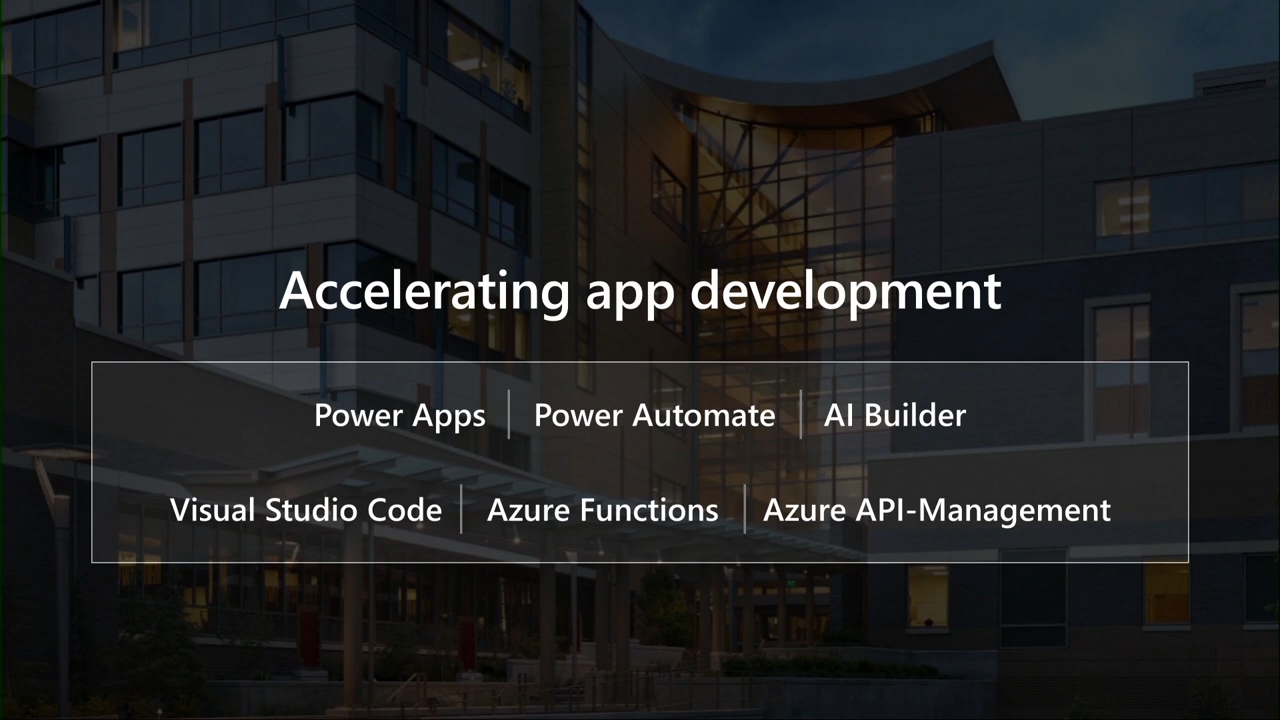 Accelerating app development
Power Apps | Power Automate | AI Builder
Visual Studio Code | Azure Functions | Azure API-Management